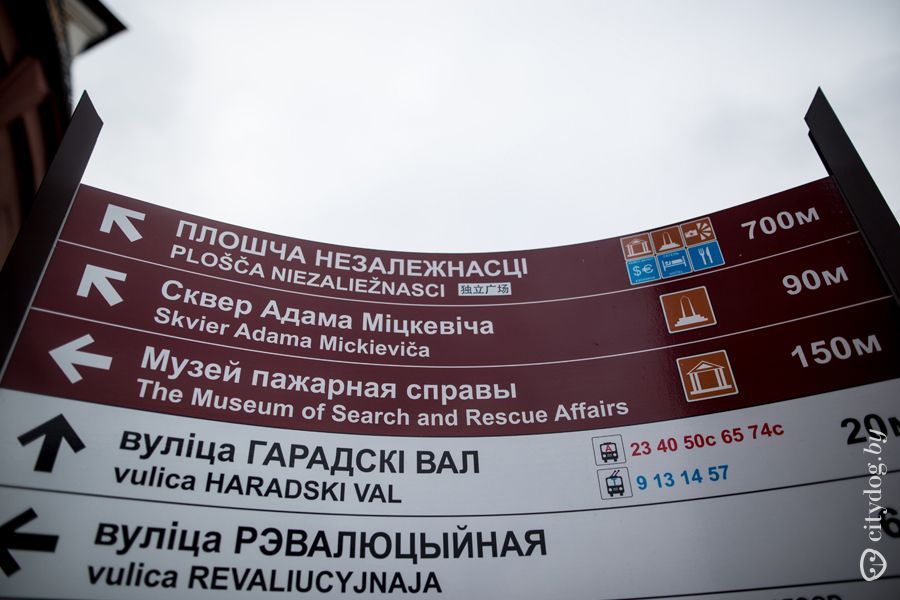 ПЛОШЧА НЕЗАЛЕЖНАСЦІ 700м
PLOŠČA NIEZALIEŽNASCI 独立广场
$€
Сквер Адама Міцкевіча 90м
Skvier Adama Mickieviča
Музей пажарная справы 150м
The Museum of Search and Rescue Affairs
вуліца ГАРАДСКІ ВАЛ А 23 40 50с 65 74с 20м
vulica HARADSKI VAL 9 13 14 57
вуліца РЭВАЛЮЦЫЙНАЯ
vulica REVALIUCYJNAJA
citydog.by